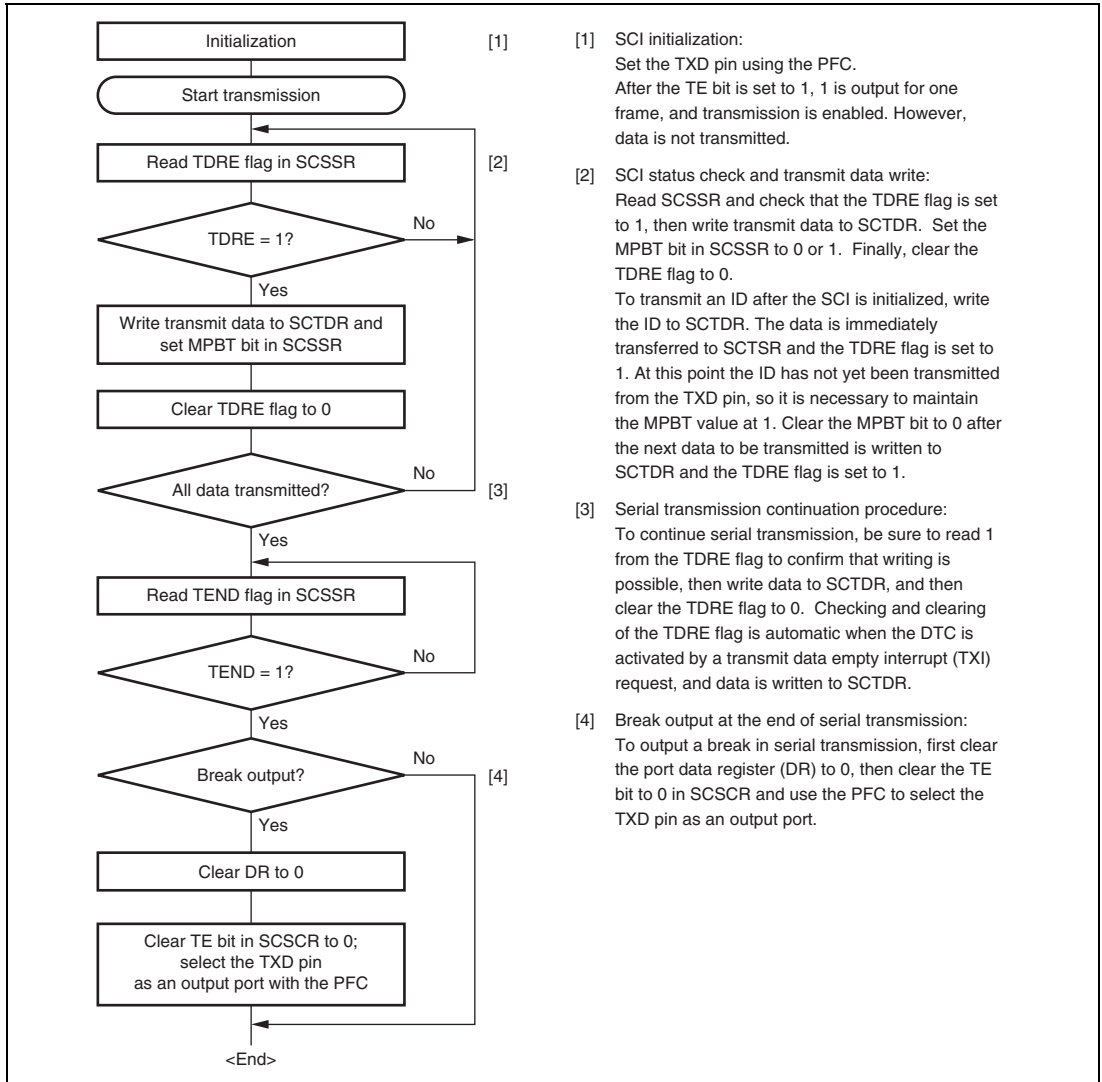 Initialization
[1]
Start transmission
Read TDRE flag in SCSSR
[2]
TDRE = 1?
No
Yes
Write transmit data to SCTDR and
set MPBT bit in SCSSR
Clear TDRE flag to 0
All data transmitted?
No
[3]
Yes
Read TEND flag in SCSSR
TEND = 1?
No
Yes
Break output?
No
[4]
Yes
Clear DR to 0
Clear TE bit in SCSCR to 0;
select the TXD pin
as an output port with the PFC
<End>
[1] SCI initialization:
Set the TXD pin using the PFC.
After the TE bit is set to 1, 1 is output for one
frame, and transmission is enabled. However,
data is not transmitted.
[2] SCI status check and transmit data write:
Read SCSSR and check that the TDRE flag is set
to 1, then write transmit data to SCTDR. Set the
MPBT bit in SCSSR to 0 or 1. Finally, clear the
TDRE flag to 0.
To transmit an ID after the SCI is initialized, write
the ID to SCTDR. The data is immediately
transferred to SCTSR and the TDRE flag is set to
1. At this point the ID has not yet been transmitted
from the TXD pin, so it is necessary to maintain
the MPBT value at 1. Clear the MPBT bit to 0 after
the next data to be transmitted is written to
SCTDR and the TDRE flag is set to 1.
[3] Serial transmission continuation procedure:
To continue serial transmission, be sure to read 1
from the TDRE flag to confirm that writing is
possible, then write data to SCTDR, and then
clear the TDRE flag to 0. Checking and clearing
of the TDRE flag is automatic when the DTC is
activated by a transmit data empty interrupt (TXI)
request, and data is written to SCTDR.
[4] Break output at the end of serial transmission:
To output a break in serial transmission, first clear
the port data register (DR) to 0, then clear the TE
bit to 0 in SCSCR and use the PFC to select the
TXD pin as an output port.